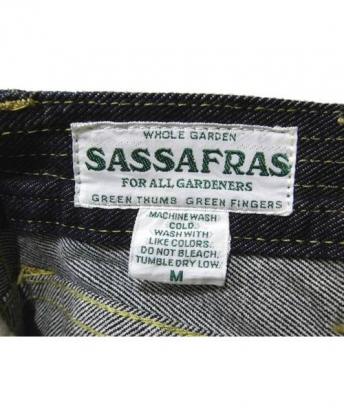 WHOLE GARDEN
SASSAFRAS
FOR ALL GARDENERS
GREEN THUMB GREEN FINGERS
MACHINE WASH
COLD.
WASH WITH
LIKE COLORS.
DO NOT BLEACH.
TUMBLE DRY LOW.
M